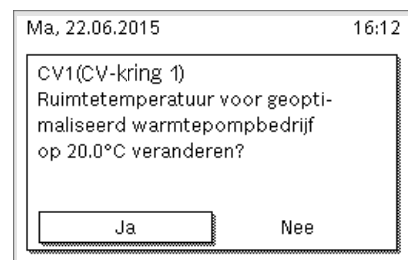 Ma, 22.06.2015 16:12
CV1(CV-kring 1)
Ruimtetemperatuur voor geopti-
maliseerd warmtepompbedrijf
op 20.0°C veranderen?
Ja Nee